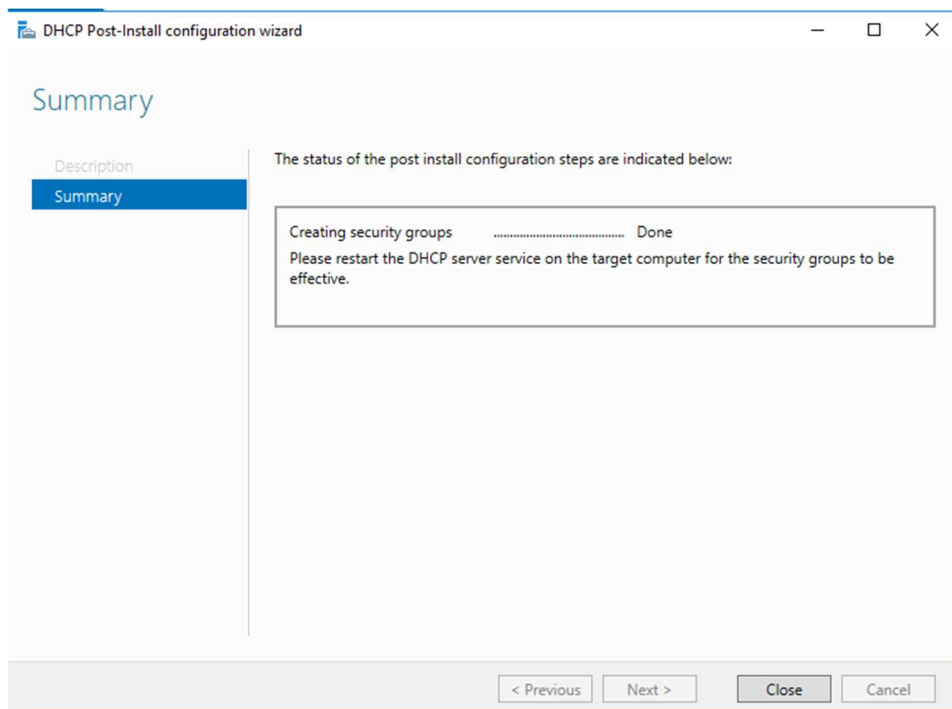 DHCP Post-Install configuration wizard
Summary
Description
Summary
The status of the post install configuration steps are indicated below:
Creating security groups ........................................ Done
Please restart the DHCP server service on the target computer for the security groups to be
effective.
< Previous
Next >
Close
Cancel